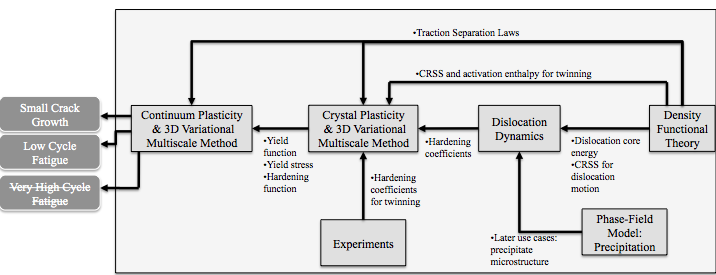 •Traction Separation Laws
•CRSS and activation enthalpy for twinning
Small Crack
Growth
Low Cycle
Fatigue
Very High Cycle
Fatigue
Continuum Plasticity
& 3D Variational
Multiscale Method
•Yield
function
•Yield stress
•Hardening
function
Crystal Plasticity
& 3D Variational
Multiscale Method
•Hardening
coefficients
Dislocation
Dynamics
•Dislocation core
energy
•CRSS for
dislocation
motion
Density
Functional
Theory
•Hardening
coefficients
for twinning
Experiments
•Later use cases:
precipitate
microstructure
Phase-Field
Model:
Precipitation